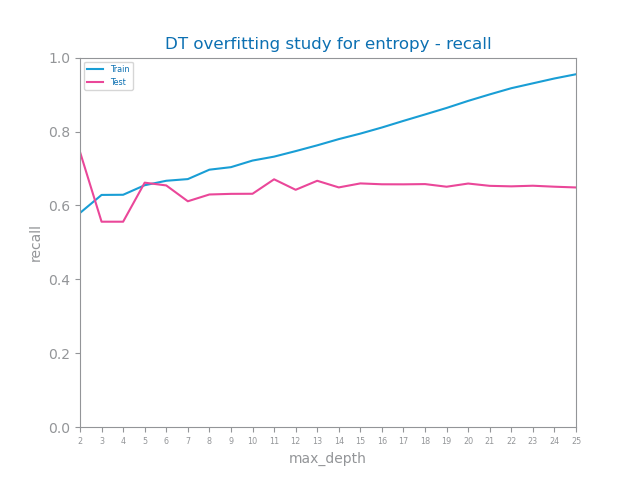 DT overfitting study for entropy - recall
Train
Test
1.0
0.8
0.6
0.4
0.2
0.0
recall
2 3 4 5 6 7 8 9 10 11 12 13 14 15 16 17 18 19 20 21 22 23 24 25
max_depth